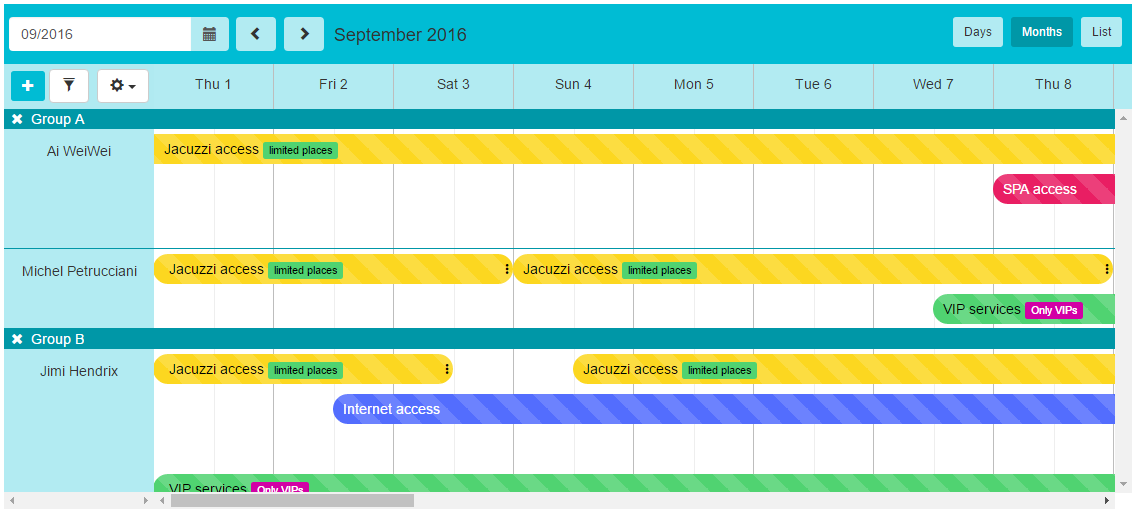 09/2016 September 2016 Days Months List
Thu 1 Fri 2 Sat 3 Sun 4 Mon 5 Tue 6 Wed 7 Thu 8
Group A
Ai WeiWei Jacuzzi access limited places
SPA access
Michel Petrucciani Jacuzzi access limited places Jacuzzi access limited places
VIP services Only VIPs
Group B
Jimi Hendrix Jacuzzi access limited places Jacuzzi access limited places
Internet access
VIP services Only VIPs